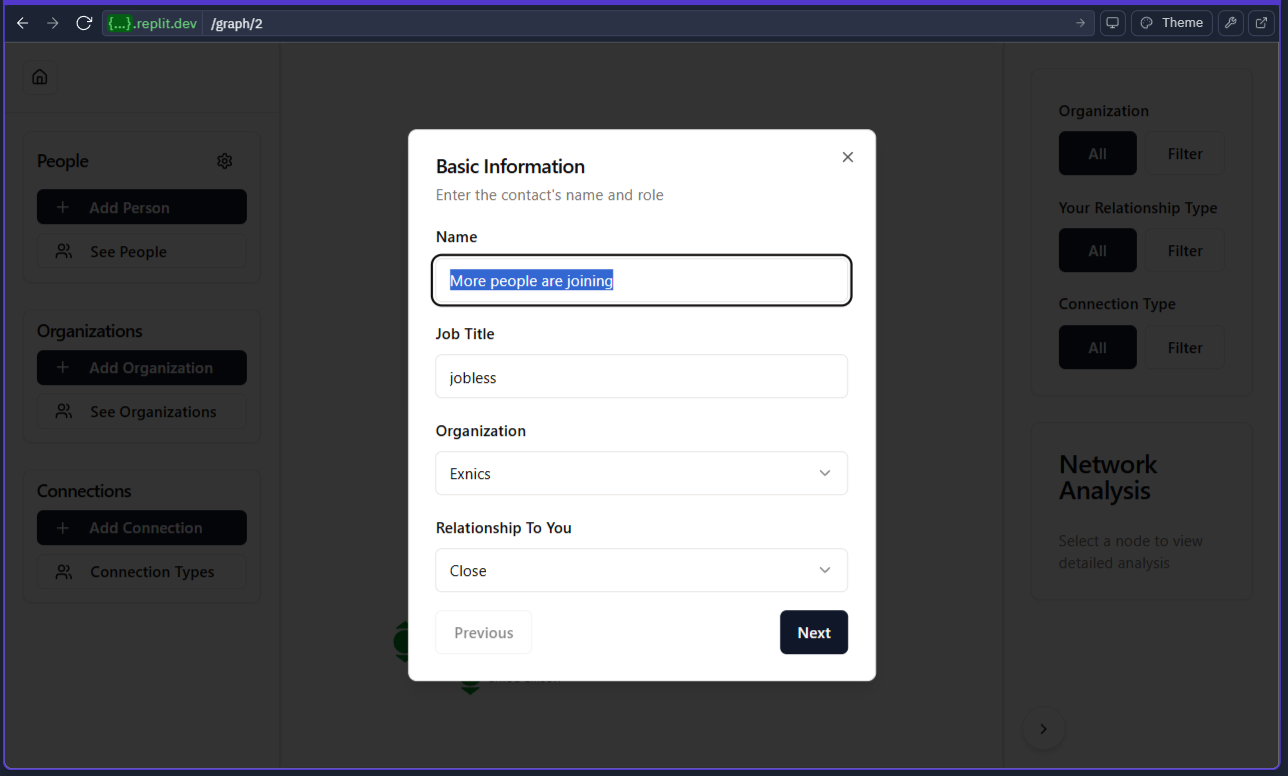 {...}.replit.dev /graph/2
Theme
People
Add Person
See People
Organizations
Add Organization
See Organizations
Connections
Add Connection
Connection Types
Basic Information
Enter the contact's name and role
Name
More people are joining
Job Title
jobless
Organization
Exnics
Relationship To You
Close
Previous
Next
Organization
All Filter
Your Relationship Type
All Filter
Connection Type
All Filter
Network
Analysis
Select a node to view
detailed analysis